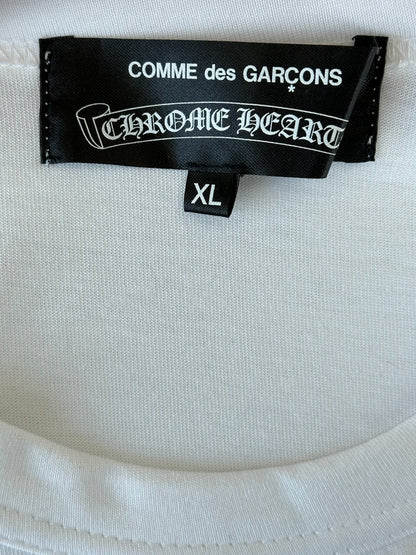 COMME des GARÇONS
*
CHROME HEART
XL